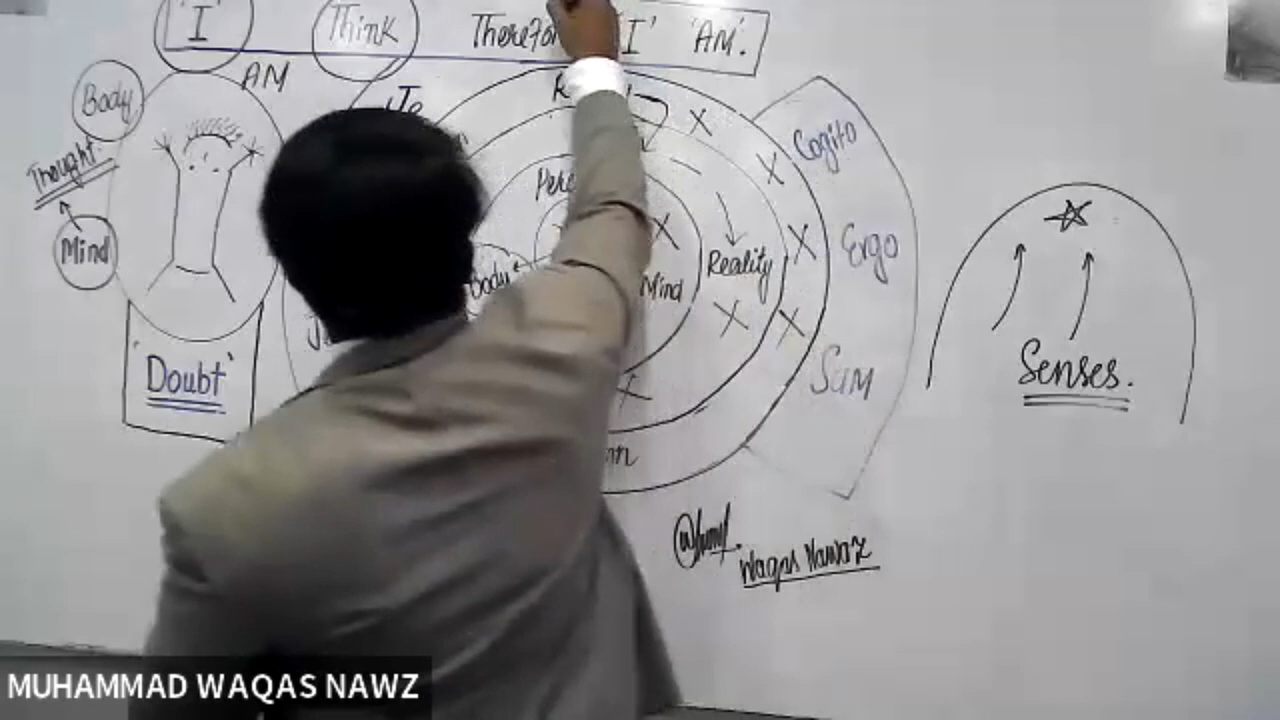 'I' Think Therefor 'I' 'AM'.
AM
Body
Thought.
Mind
'Doubt'
Je
Body
Mind
Reality
X
X
X
X
X
X
X
Cogito
Ergo
Sum
Senses.
Waqas Nawaz
MUHAMMAD WAQAS NAWZ